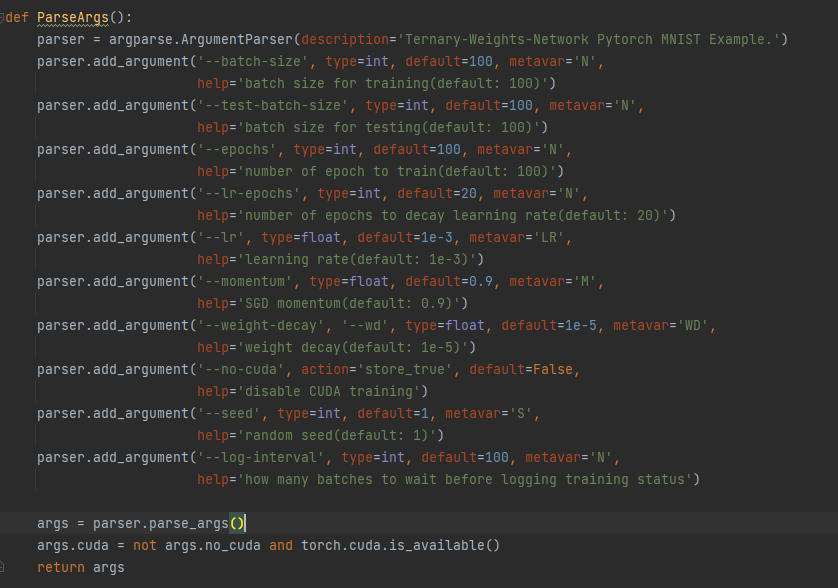 def ParseArgs():
    parser = argparse.ArgumentParser(description='Ternary-Weights-Network Pytorch MNIST Example.')
    parser.add_argument('--batch-size', type=int, default=100, metavar='N',
                        help='batch size for training(default: 100)')
    parser.add_argument('--test-batch-size', type=int, default=100, metavar='N',
                        help='batch size for testing(default: 100)')
    parser.add_argument('--epochs', type=int, default=100, metavar='N',
                        help='number of epoch to train(default: 100)')
    parser.add_argument('--lr-epochs', type=int, default=20, metavar='N',
                        help='number of epochs to decay learning rate(default: 20)')
    parser.add_argument('--lr', type=float, default=1e-3, metavar='LR',
                        help='learning rate(default: 1e-3)')
    parser.add_argument('--momentum', type=float, default=0.9, metavar='M',
                        help='SGD momentum(default: 0.9)')
    parser.add_argument('--weight-decay', '--wd', type=float, default=1e-5, metavar='WD',
                        help='weight decay(default: 1e-5)')
    parser.add_argument('--no-cuda', action='store_true', default=False,
                        help='disable CUDA training')
    parser.add_argument('--seed', type=int, default=1, metavar='S',
                        help='random seed(default: 1)')
    parser.add_argument('--log-interval', type=int, default=100, metavar='N',
                        help='how many batches to wait before logging training status')

    args = parser.parse_args()
    args.cuda = not args.no_cuda and torch.cuda.is_available()
    return args